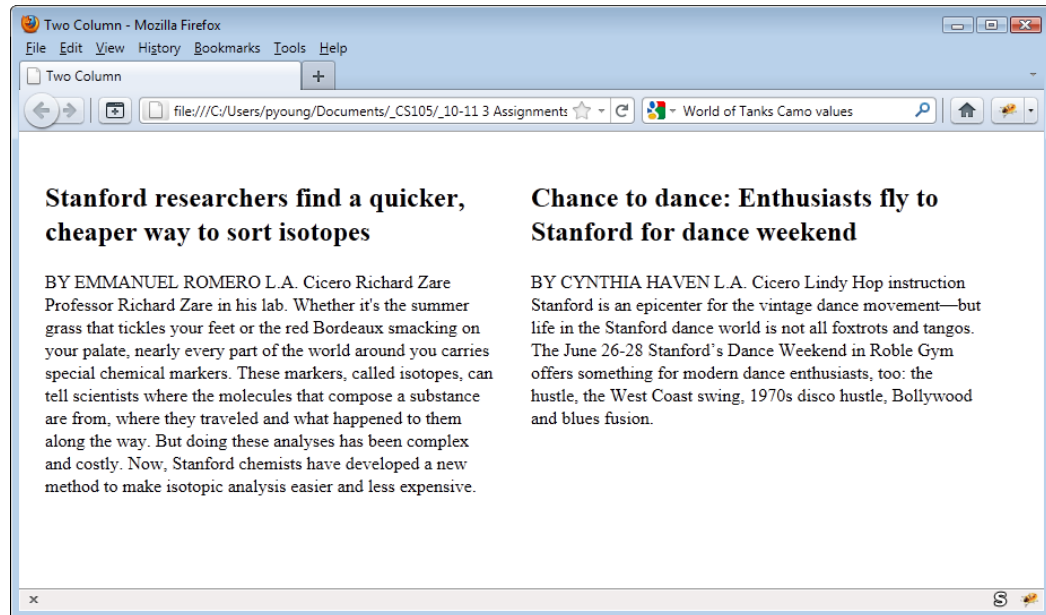 Two Column - Mozilla Firefox
File Edit View History Bookmarks Tools Help
Two Column
file:///C:/Users/pyoung/Documents/_CS105/_10-11 3 Assignments
World of Tanks Camo values
Stanford researchers find a quicker,
cheaper way to sort isotopes
BY EMMANUEL ROMERO L.A. Cicero Richard Zare
Professor Richard Zare in his lab. Whether it's the summer
grass that tickles your feet or the red Bordeaux smacking on
your palate, nearly every part of the world around you carries
special chemical markers. These markers, called isotopes, can
tell scientists where the molecules that compose a substance
are from, where they traveled and what happened to them
along the way. But doing these analyses has been complex
and costly. Now, Stanford chemists have developed a new
method to make isotopic analysis easier and less expensive.
Chance to dance: Enthusiasts fly to
Stanford for dance weekend
BY CYNTHIA HAVEN L.A. Cicero Lindy Hop instruction
Stanford is an epicenter for the vintage dance movement—but
life in the Stanford dance world is not all foxtrots and tangos.
The June 26-28 Stanford’s Dance Weekend in Roble Gym
offers something for modern dance enthusiasts, too: the
hustle, the West Coast swing, 1970s disco hustle, Bollywood
and blues fusion.